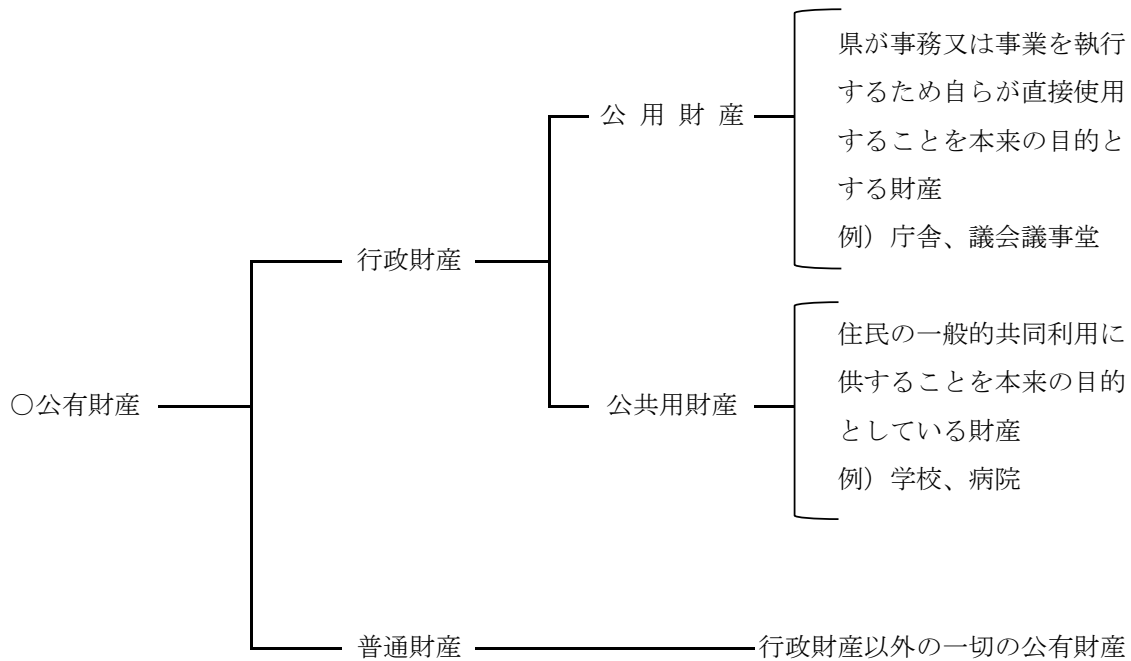 ○公有財産
行政財産
公用財産
県が事務又は事業を執行
するため自らが直接使用
することを本来の目的と
する財産
例）庁舎、議会議事堂
公共用財産
住民の一般的共同利用に
供することを本来の目的
としている財産
例）学校、病院
普通財産
行政財産以外の一切の公有財産